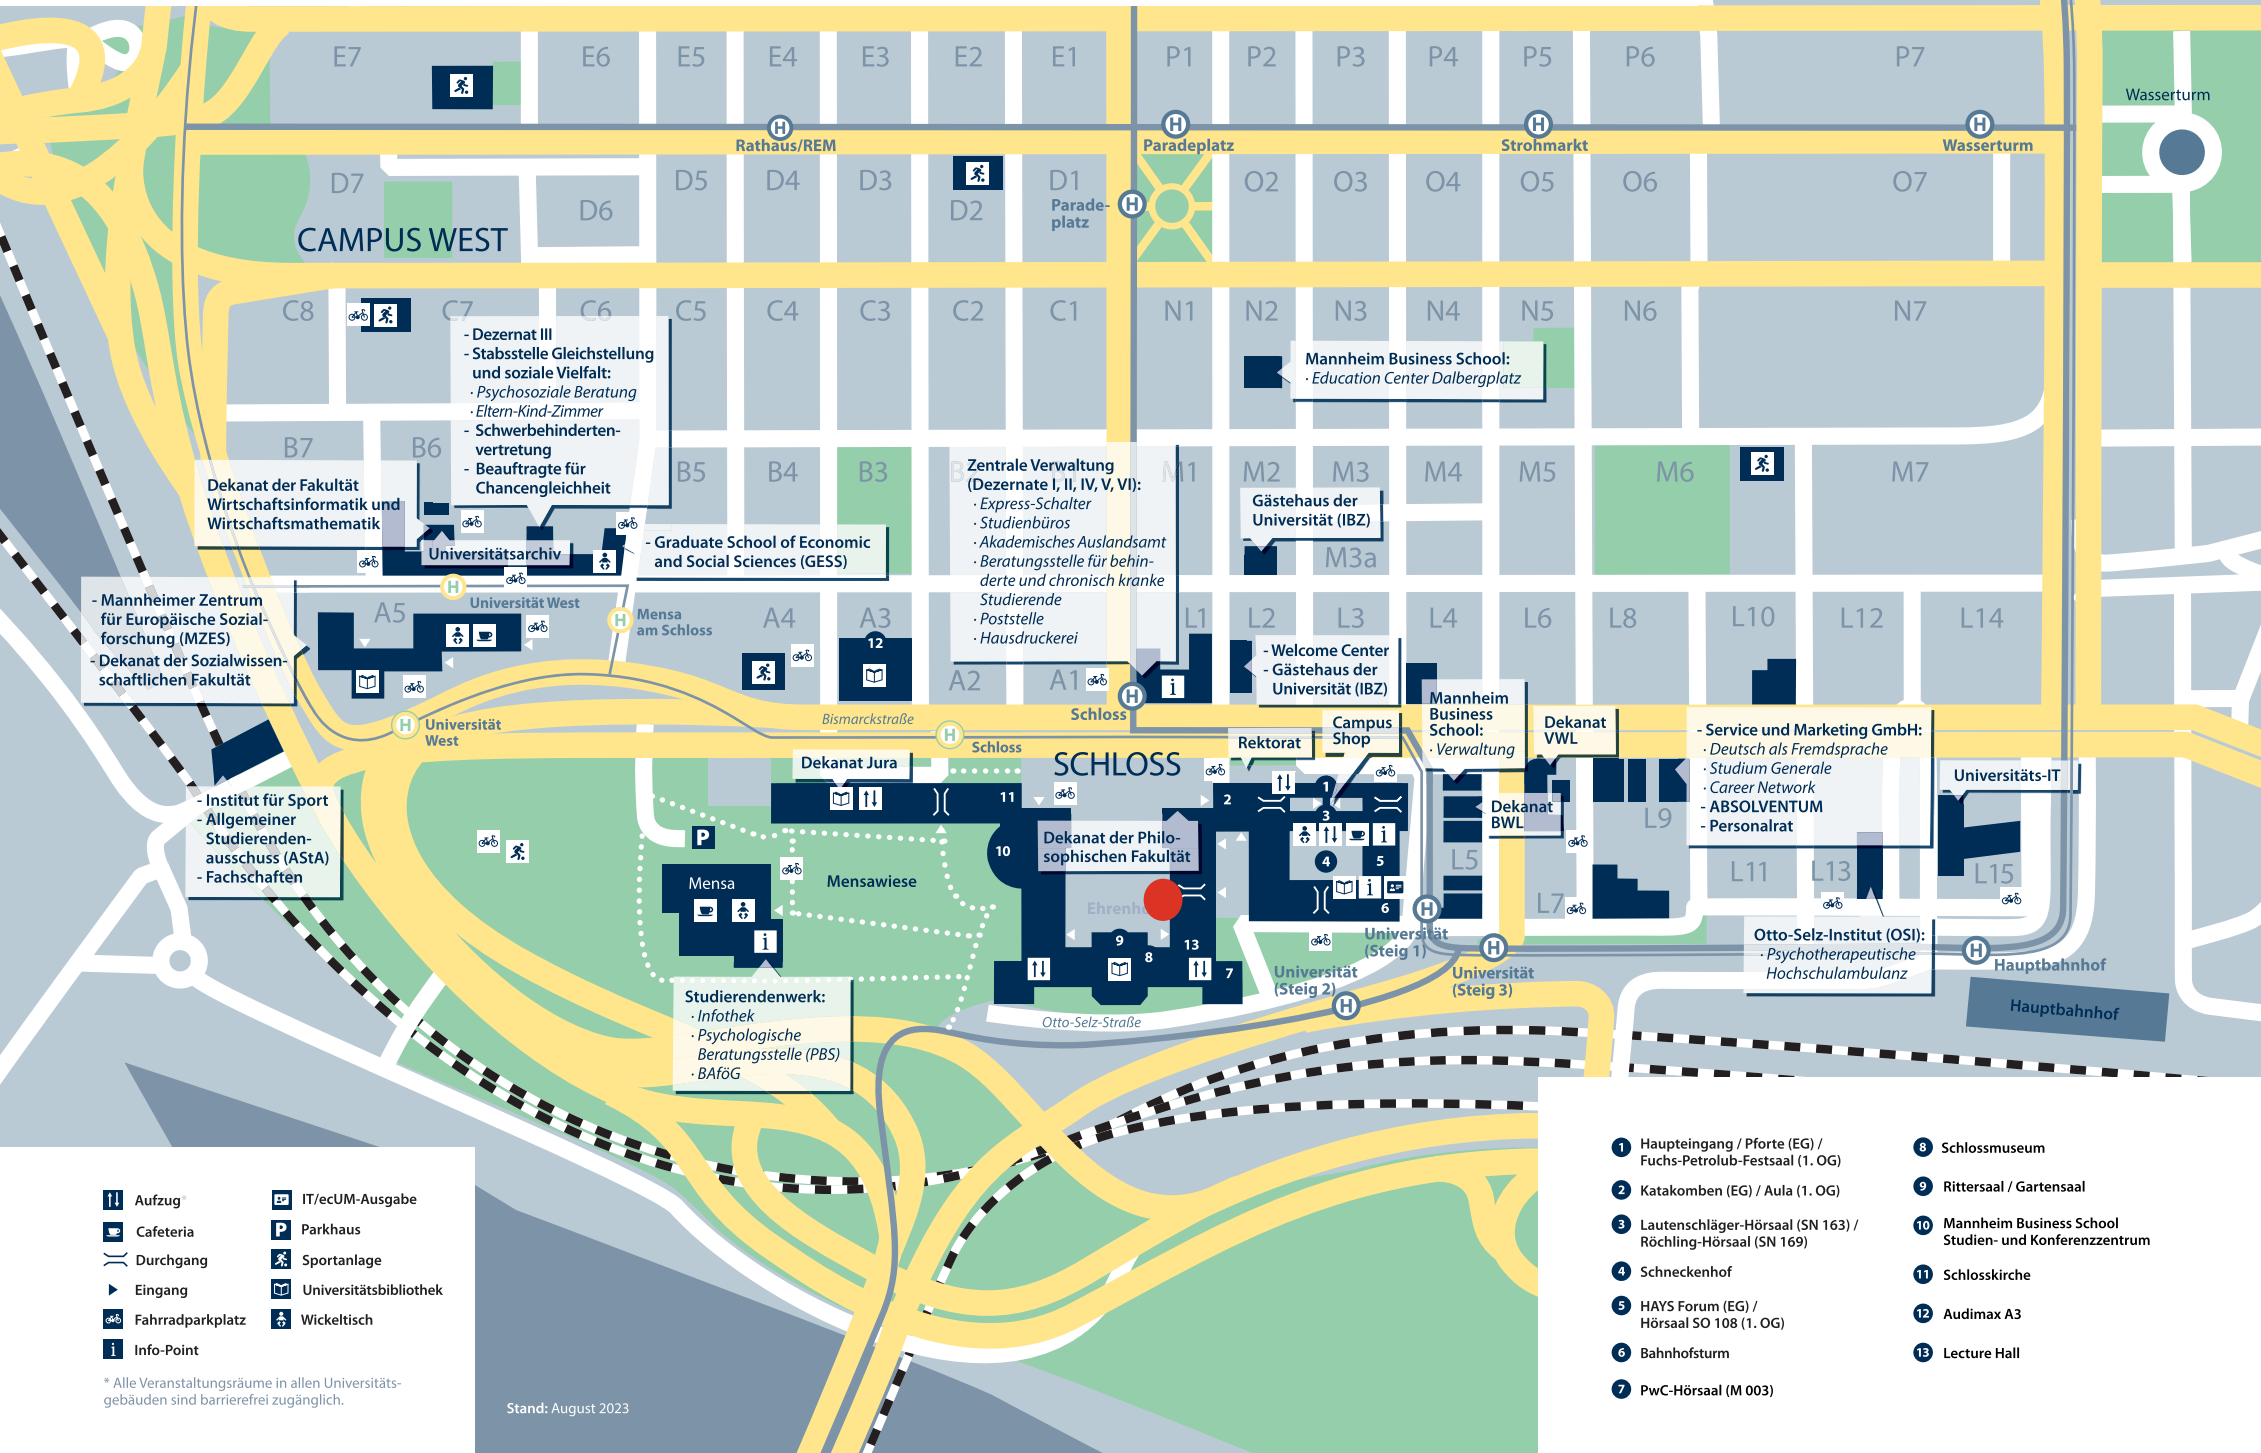 E7
E6
E5
E4
E3
E2
E1
P1
P2
P3
P4
P5
P6
P7
Wasserturm
H
Rathaus/REM
H
Paradeplatz
H
Strohmarkt
H
Wasserturm
D7
D6
D5
D4
D3
D2
D1
H
Parade-
platz
O2
O3
O4
O5
O6
O7
CAMPUS WEST
C8
C7
C6
C5
C4
C3
C2
C1
N1
N2
N3
N4
N5
N6
N7
- Dezernat III
- Stabsstelle Gleichstellung
und soziale Vielfalt:
· Psychosoziale Beratung
· Eltern-Kind-Zimmer
- Schwerbehinderten-
vertretung
- Beauftragte für
Chancengleichheit
Mannheim Business School:
· Education Center Dalbergplatz
B7
B6
B5
B4
B3
M1
M2
M3
M4
M5
M6
M7
Dekanat der Fakultät
Wirtschaftsinformatik und
Wirtschaftsmathematik
Universitätsarchiv
- Graduate School of Economic
and Social Sciences (GESS)
Zentrale Verwaltung
(Dezernate I, II, IV, V, VI):
· Express-Schalter
· Studienbüros
· Akademisches Auslandsamt
· Beratungsstelle für behin-
derte und chronisch kranke
Studierende
· Poststelle
· Hausdruckerei
Gästehaus der
Universität (IBZ)
M3a
H
Universität West
H
Mensa
am Schloss
- Mannheimer Zentrum
für Europäische Sozial-
forschung (MZES)
- Dekanat der Sozialwissen-
schaftlichen Fakultät
A5
A4
A3
A2
A1
12
L1
L2
L3
L4
L6
L8
L10
L12
L14
i
- Welcome Center
- Gästehaus der
Universität (IBZ)
H
Universität
West
Bismarckstraße
H
Schloss
H
Schloss
SCHLOSS
Rektorat
Campus
Shop
Mannheim
Business
School:
· Verwaltung
Dekanat
VWL
Dekanat
BWL
- Service und Marketing GmbH:
· Deutsch als Fremdsprache
· Studium Generale
· Career Network
- ABSOLVENTUM
- Personalrat
Universitäts-IT
- Institut für Sport
- Allgemeiner
Studierenden-
ausschuss (AStA)
- Fachschaften
Dekanat Jura
11
10
2
1
3
4
5
6
i
i
Dekanat der Philo-
sophischen Fakultät
P
Mensa
i
Mensawiese
9
8
13
7
L5
L7
L9
L11
L13
L15
H
Universität
(Steig 1)
H
Universität
(Steig 2)
H
Universität
(Steig 3)
Otto-Selz-Institut (OSI):
· Psychotherapeutische
Hochschulambulanz
H
Hauptbahnhof
Hauptbahnhof
Otto-Selz-Straße
Studierendenwerk:
· Infothek
· Psychologische
Beratungsstelle (PBS)
· BAföG
Aufzug*
Cafeteria
Durchgang
Eingang
Fahrradparkplatz
i Info-Point
IT/ecUM-Ausgabe
P Parkhaus
Sportanlage
Universitätsbibliothek
Wickeltisch
* Alle Veranstaltungsräume in allen Universitäts-
gebäuden sind barrierefrei zugänglich.
Stand: August 2023
1 Haupteingang / Pforte (EG) /
Fuchs-Petrolub-Festsaal (1. OG)
2 Katakomben (EG) / Aula (1. OG)
3 Lautenschläger-Hörsaal (SN 163) /
Röchling-Hörsaal (SN 169)
4 Schneckenhof
5 HAYS Forum (EG) /
Hörsaal SO 108 (1. OG)
6 Bahnhofsturm
7 PwC-Hörsaal (M 003)
8 Schlossmuseum
9 Rittersaal / Gartensaal
10 Mannheim Business School
Studien- und Konferenzzentrum
11 Schlosskirche
12 Audimax A3
13 Lecture Hall